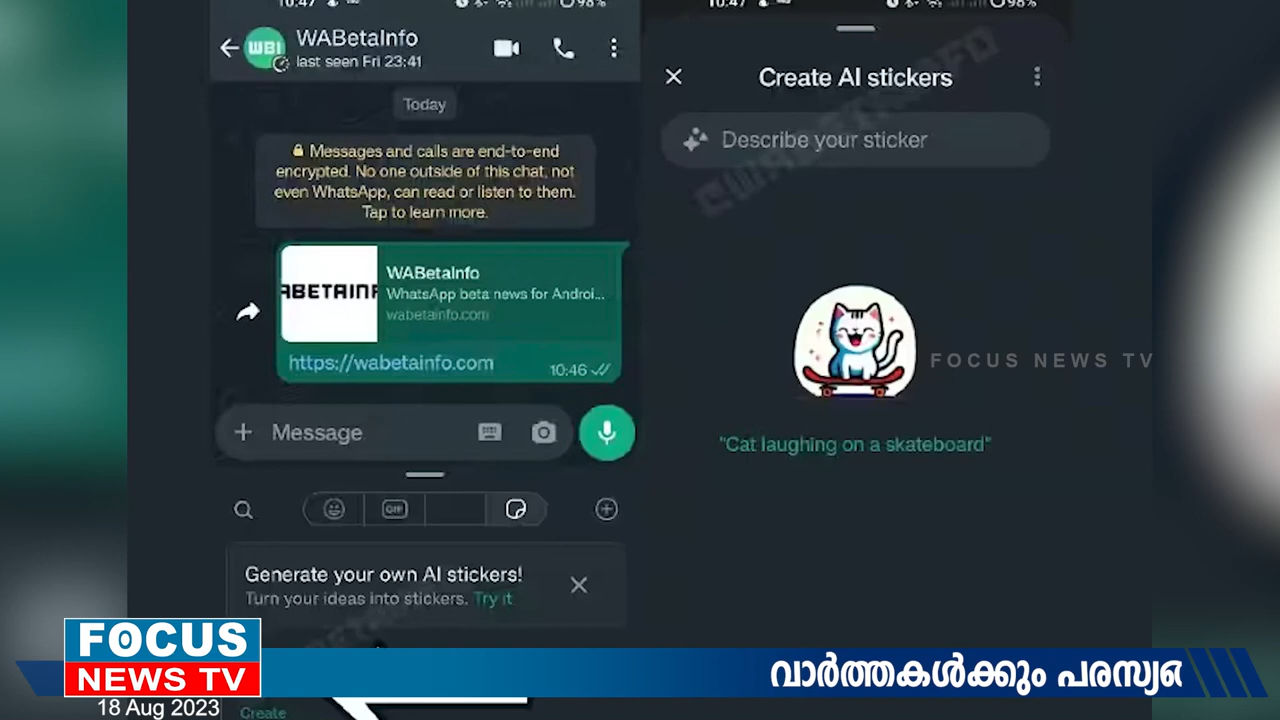 10:47
98%
WBI
WABetaInfo
last seen Fri 23:41
Today
Messages and calls are end-to-end
encrypted. No one outside of this chat, not
even WhatsApp, can read or listen to them.
Tap to learn more.
ABETAINF
WABetaInfo
WhatsApp beta news for Androi...
wabetainfo.com
https://wabetainfo.com
10:46
Message
GIF
Generate your own AI stickers!
Turn your ideas into stickers. Try it
Create
10:47
98%
Create AI stickers
Describe your sticker
"Cat laughing on a skateboard"
FOCUS NEWS TV
FOCUS
NEWS TV
18 Aug 2023
വാർത്തകൾക്കും